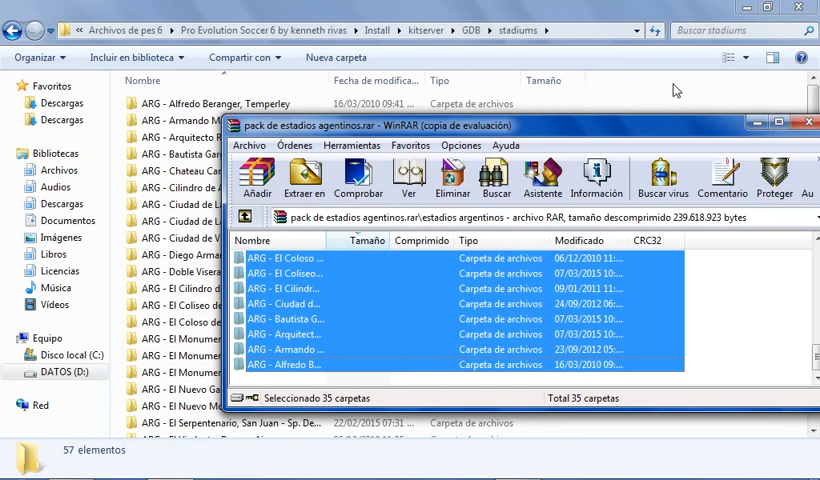 Archivos de pes 6 Pro Evolution Soccer 6 by kenneth rivas Install kitserver GDB stadiums
Buscar stadiums
Organizar Incluir en biblioteca Compartir con Nueva carpeta
Favoritos
Descargas
Descargas
Bibliotecas
Archivos
Audios
Descargas
Documentos
Imágenes
Libros
Licencias
Música
Vídeos
Equipo
Disco local (C:)
DATOS (D:)
Red
Nombre Fecha de modifica... Tipo Tamaño
ARG - Alfredo Beranger, Temperley 16/03/2010 09:41 Carpeta de archivos
ARG - Armando M
ARG - Arquitecto R
ARG - Bautista Garg
ARG - Chateau Car
ARG - Cilindro de A
ARG - Ciudad de La
ARG - Ciudad de La
ARG - Ciudad de V
ARG - Diego Arma
ARG - Doble Visera
ARG - El Cilindro
ARG - El Coliseo de
ARG - El Coloso de
ARG - El Monumen
ARG - El Monumen
ARG - El Monumen
ARG - El Monumen
ARG - El Nuevo Ga
ARG - El Nuevo Mo
ARG - El Serpentenario, San Juan - Sp. De... 22/02/2015 07:31 Carpeta de archivos
57 elementos
pack de estadios agentinos.rar - WinRAR (copia de evaluación)
Archivo Órdenes Herramientas Favoritos Opciones Ayuda
Añadir Extraer en Comprobar Ver Eliminar Buscar Asistente Información Buscar virus Comentario Proteger Au
pack de estadios agentinos.rar\estadios argentinos - archivo RAR, tamaño descomprimido 239.618.923 bytes
Nombre Tamaño Comprimido Tipo Modificado CRC32
ARG - El Coloso ... Carpeta de archivos 06/12/2010 11:...
ARG - El Coliseo... Carpeta de archivos 07/03/2015 10:...
ARG - El Cilindr... Carpeta de archivos 09/01/2011 11:...
ARG - Ciudad d... Carpeta de archivos 24/09/2012 06:...
ARG - Bautista G... Carpeta de archivos 07/03/2015 10:...
ARG - Arquitect... Carpeta de archivos 07/03/2015 10:...
ARG - Armando ... Carpeta de archivos 23/09/2012 05:...
ARG - Alfredo B... Carpeta de archivos 16/03/2010 09:...
Seleccionado 35 carpetas Total 35 carpetas